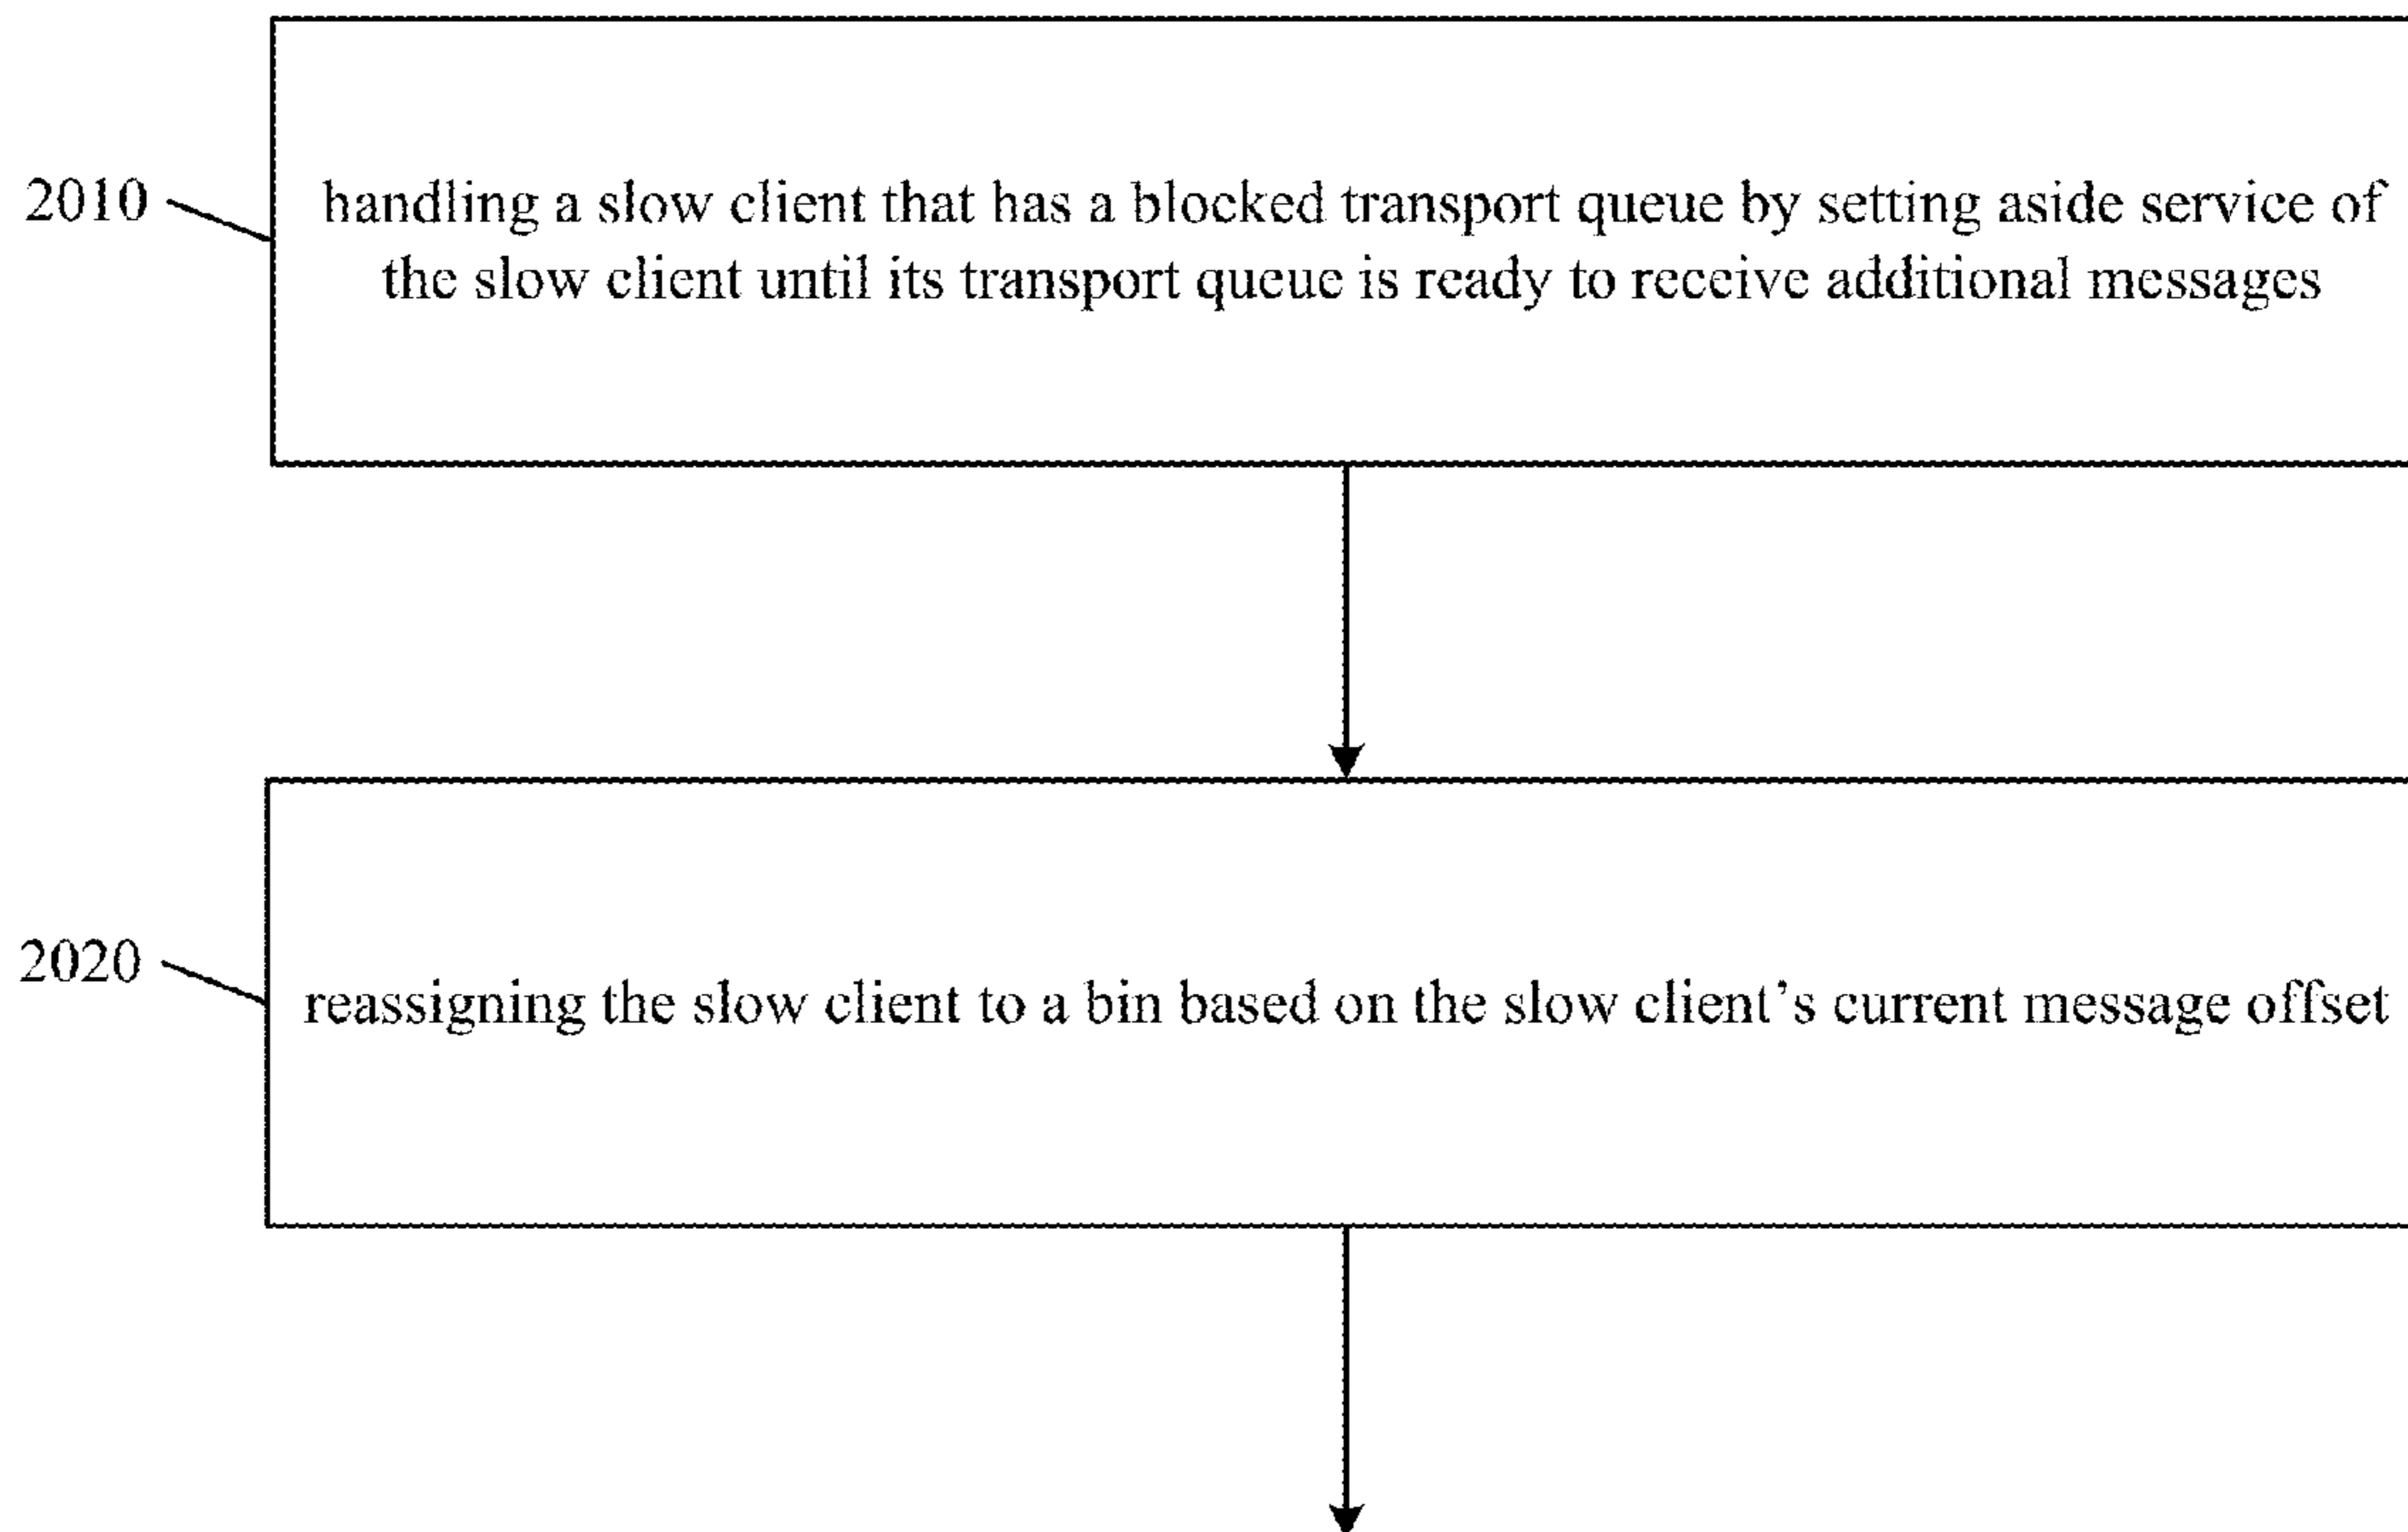 2010
handling a slow client that has a blocked transport queue by setting aside service of
the slow client until its transport queue is ready to receive additional messages
2020
reassigning the slow client to a bin based on the slow client’s current message offset